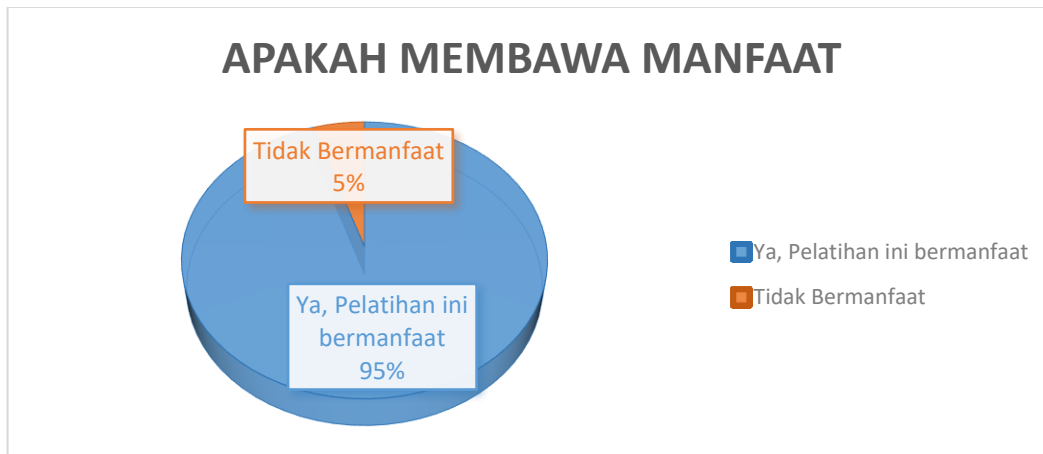 APAKAH MEMBAWA MANFAAT
Tidak Bermanfaat
5%
Ya, Pelatihan ini
bermanfaat
95%
Ya, Pelatihan ini bermanfaat
Tidak Bermanfaat